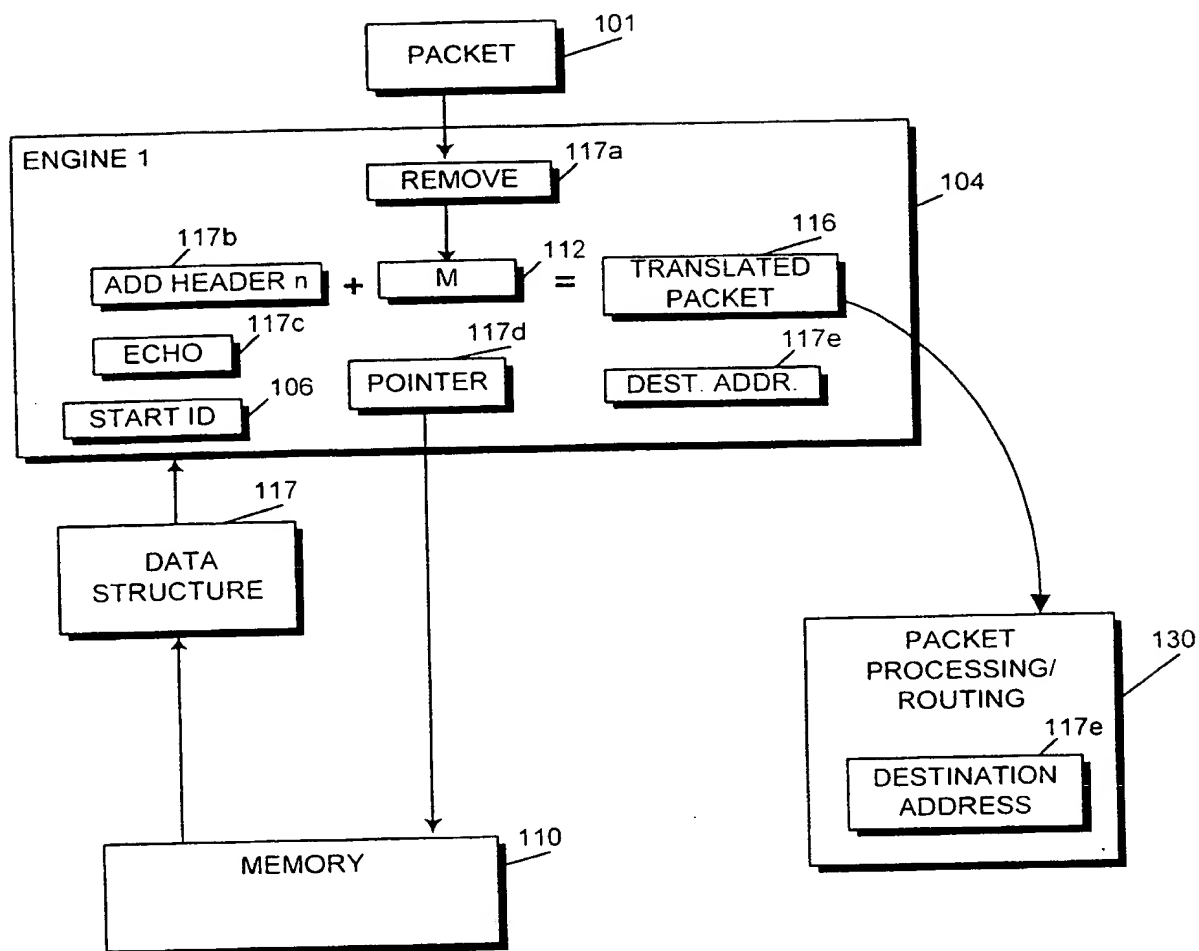 PACKET
101
ENGINE 1
REMOVE
117a
104
117b
ADD HEADER n
+
M
112
=
116
TRANSLATED
PACKET
117c
ECHO
117d
POINTER
117e
DEST. ADDR.
106
START ID
117
DATA
STRUCTURE
PACKET
PROCESSING/
ROUTING
130
117e
DESTINATION
ADDRESS
MEMORY
110